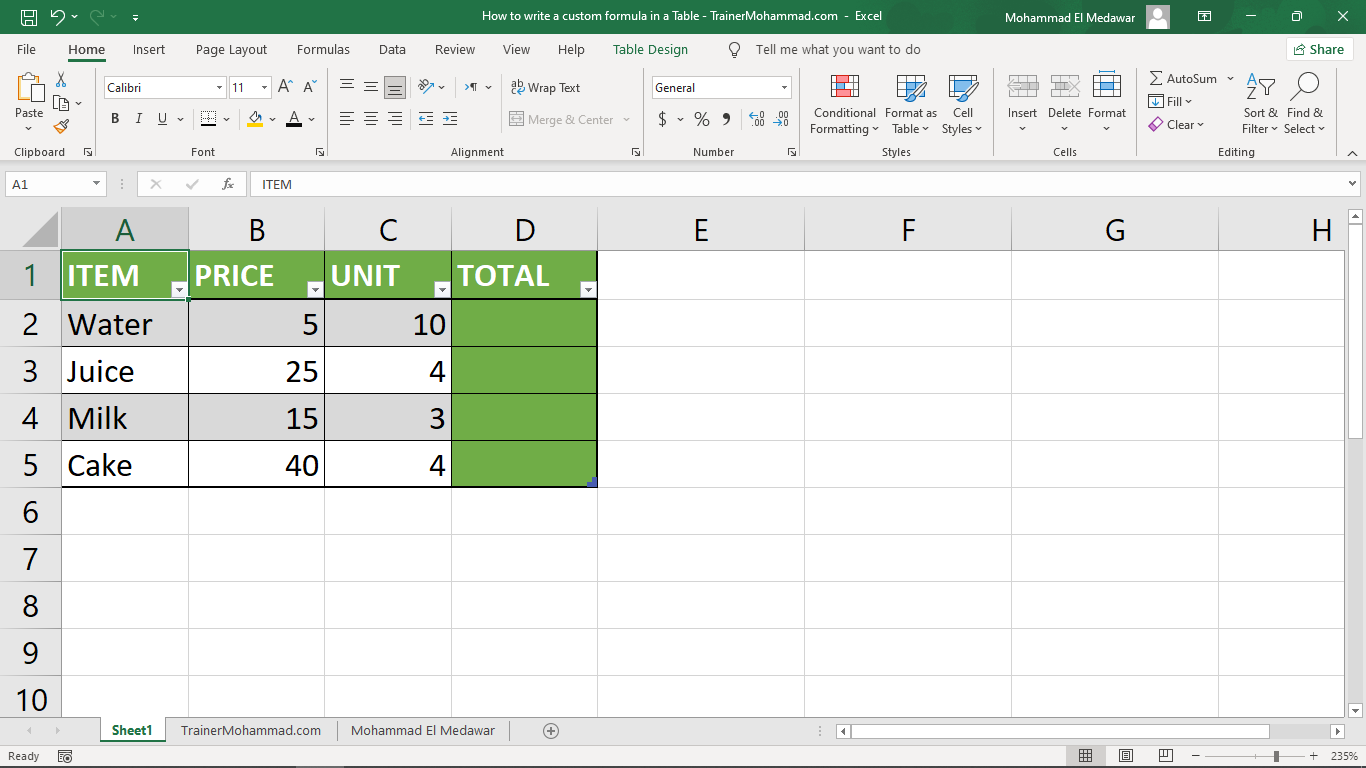 How to write a custom formula in a Table - TrainerMohammad.com - Excel
Mohammad El Medawar
File Home Insert Page Layout Formulas Data Review View Help Table Design Tell me what you want to do Share
Paste
Calibri 11 A A
B I U A
ab Wrap Text
Merge & Center
General
$ % 9 .00 .00
Conditional Formatting
Format as Table
Cell Styles
Insert Delete Format
AutoSum
Fill
Clear
Sort & Filter
Find & Select
Clipboard Font Alignment Number Styles Cells Editing
A1 fx ITEM
A B C D E F G H
1 ITEM PRICE UNIT TOTAL
2 Water 5 10
3 Juice 25 4
4 Milk 15 3
5 Cake 40 4
6
7
8
9
10
Sheet1 TrainerMohammad.com Mohammad El Medawar
Ready 235%